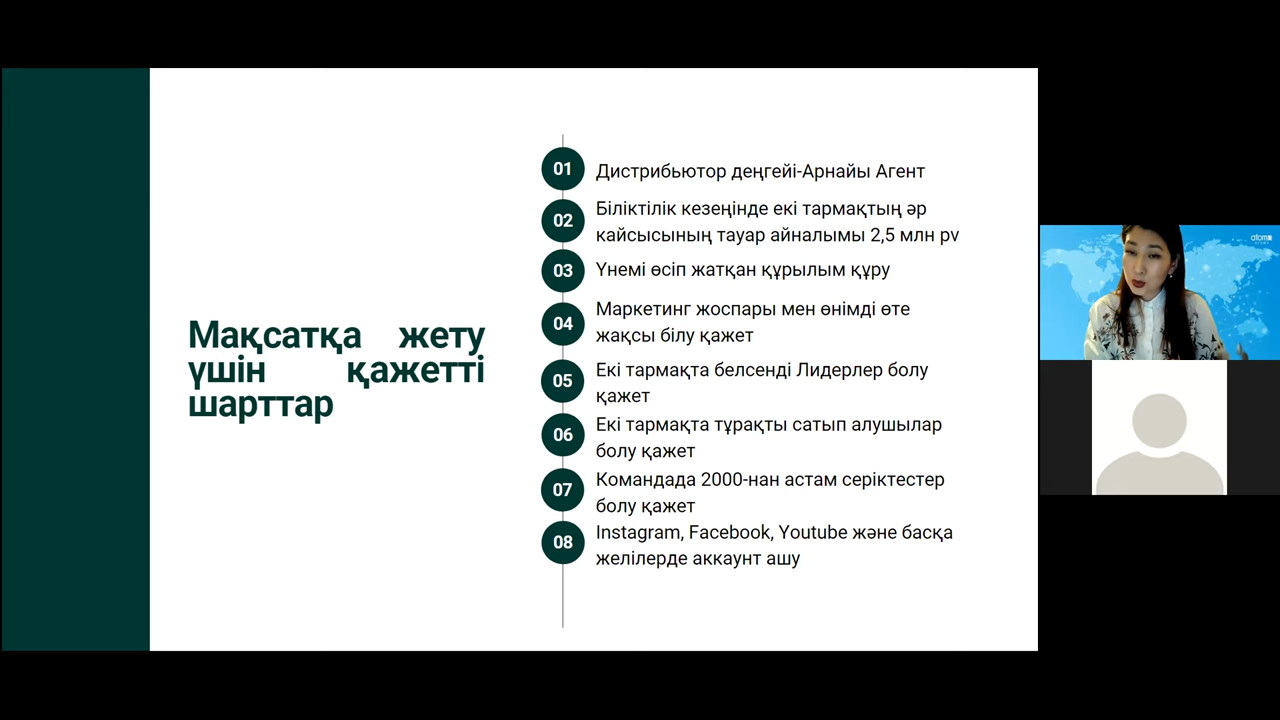 Мақсатқа жету
үшін қажетті
шарттар
01
Дистрибьютор деңгейі-Арнайы Агент
02
Біліктілік кезеңінде екі тармақтың әр
кайсысының тауар айналымы 2,5 млн pv
03
Үнемі өсіп жатқан құрылым құру
04
Маркетинг жоспары мен өнімді өте
жақсы білу қажет
05
Екі тармақта белсенді Лидерлер болу
қажет
06
Екі тармақта тұрақты сатып алушылар
болу қажет
07
Командада 2000-нан астам серіктестер
болу қажет
08
Instagram, Facebook, Youtube және басқа
желілерде аккаунт ашу